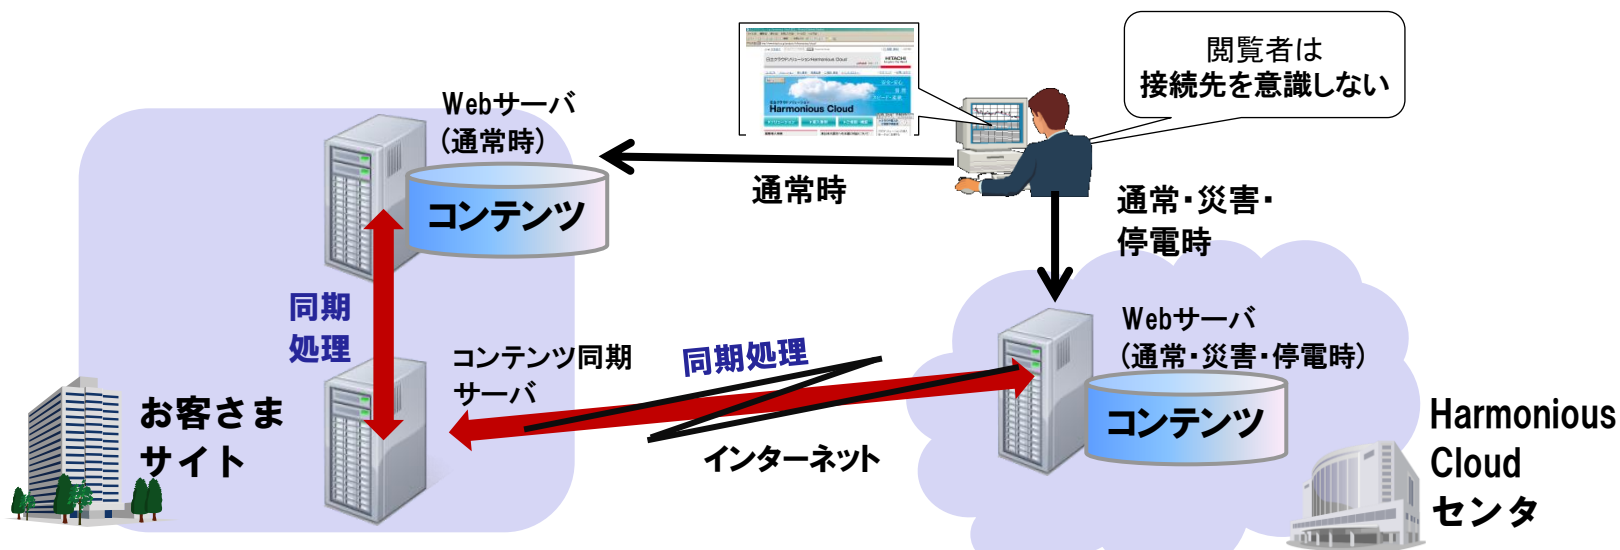 閲覧者は
接続先を意識しない
HITACHI
Harmonious Cloud
Webサーバ
(通常時)
コンテンツ
通常時
通常・災害・
停電時
同期
処理
コンテンツ同期
サーバ
同期処理
インターネット
Webサーバ
(通常・災害・停電時)
コンテンツ
お客さま
サイト
Harmonious
Cloud
センタ